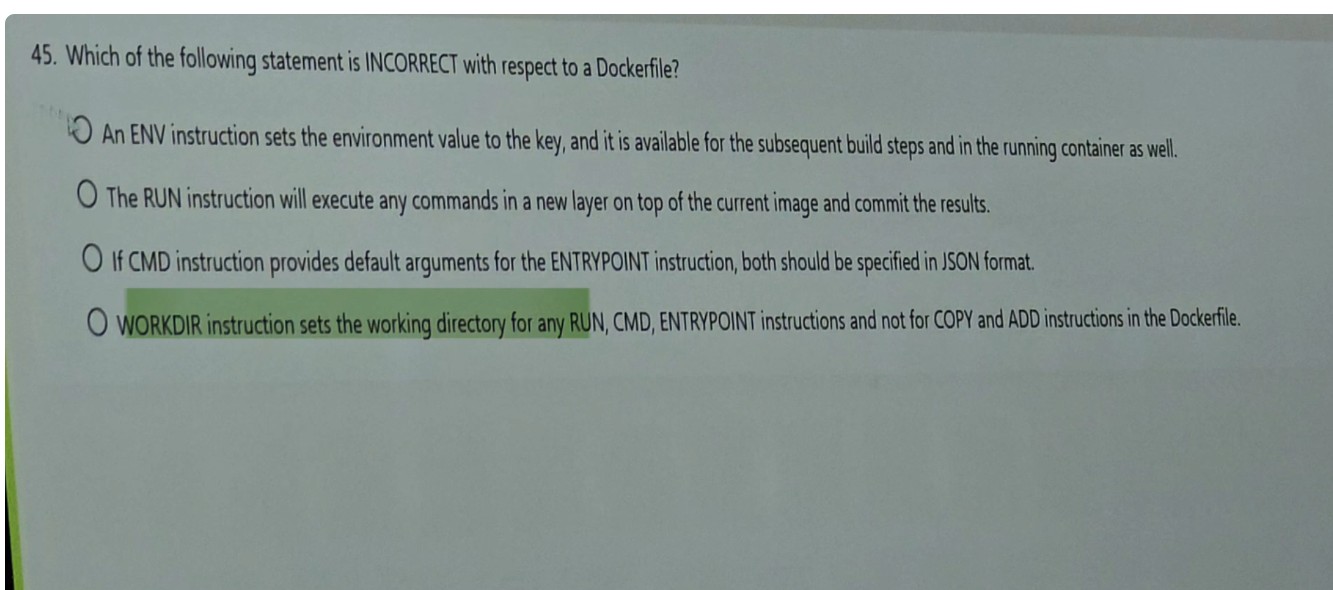 45. Which of the following statement is INCORRECT with respect to a Dockerfile?
An ENV instruction sets the environment value to the key, and it is available for the subsequent build steps and in the running container as well.
The RUN instruction will execute any commands in a new layer on top of the current image and commit the results.
If CMD instruction provides default arguments for the ENTRYPOINT instruction, both should be specified in JSON format.
WORKDIR instruction sets the working directory for any RUN, CMD, ENTRYPOINT instructions and not for COPY and ADD instructions in the Dockerfile.